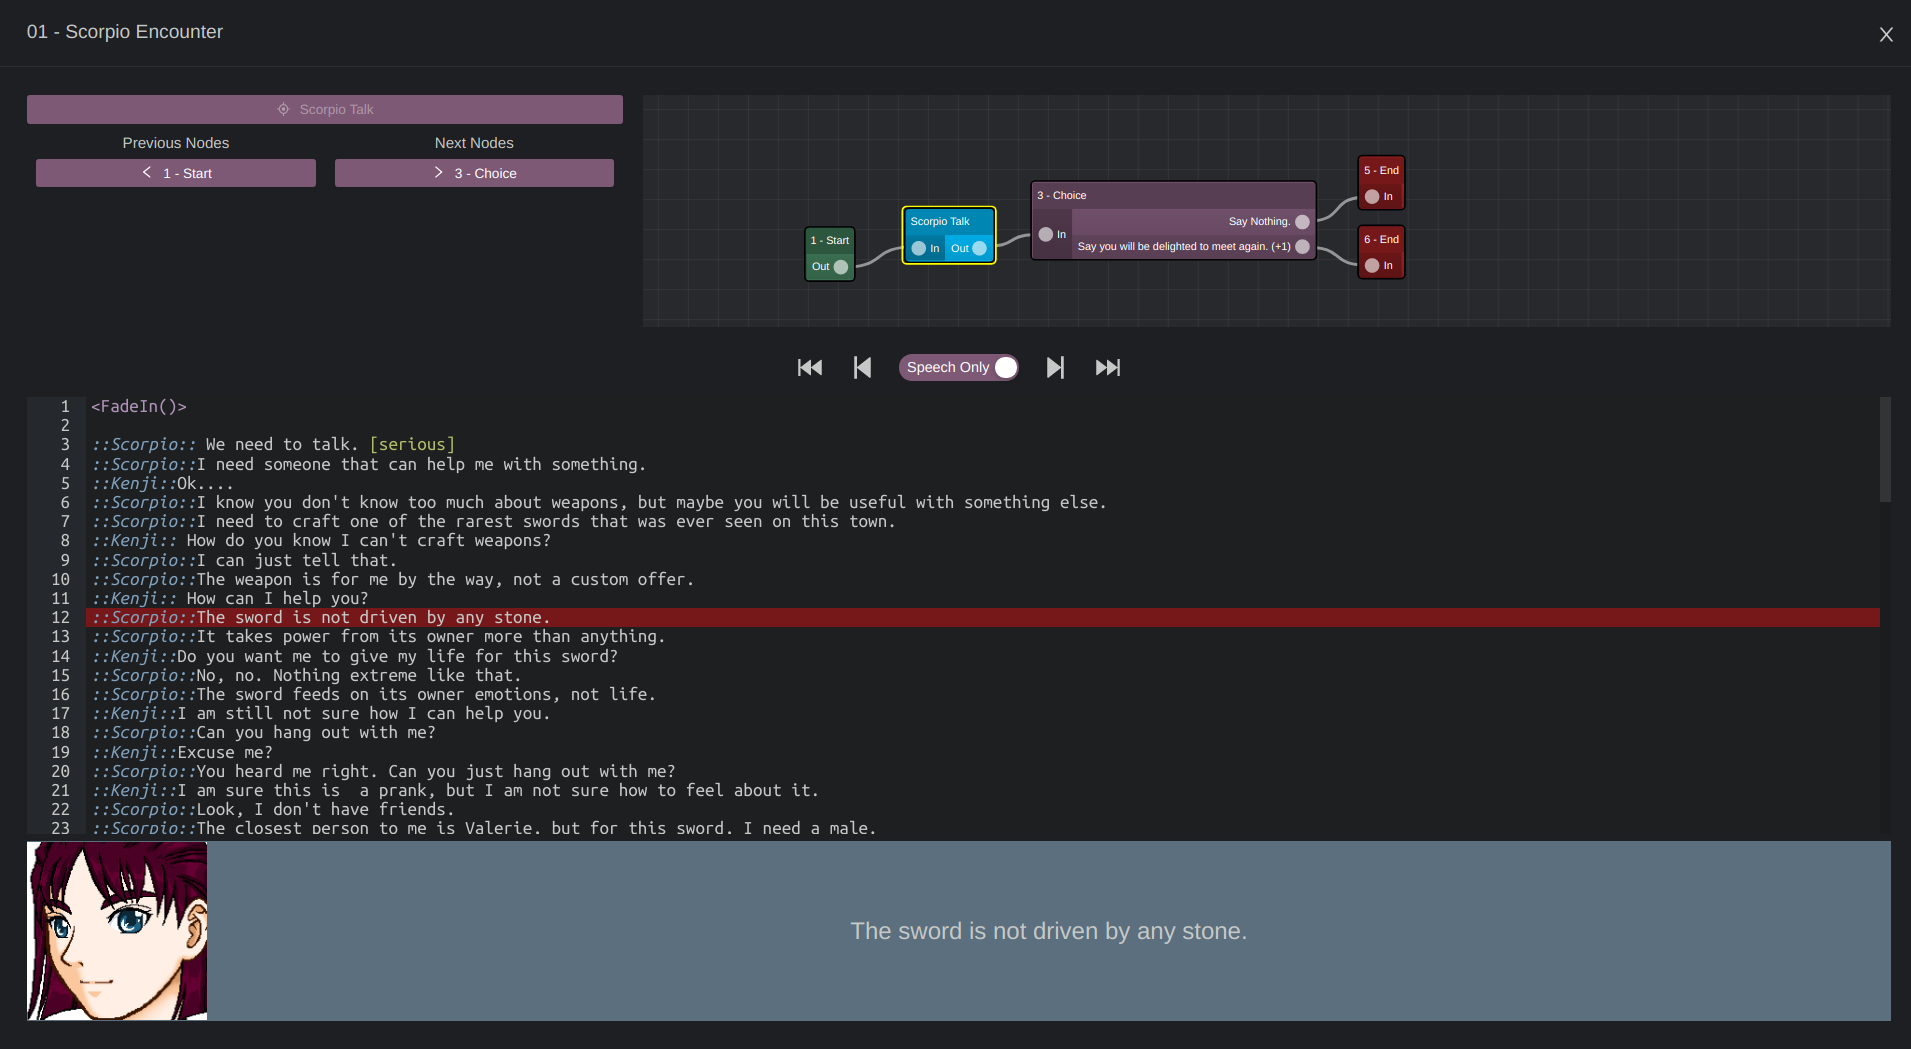 01 - Scorpio Encounter
Scorpio Talk
Previous Nodes
Next Nodes
1 - Start
3 - Choice
1 - Start
Out
Scorpio Talk
In
Out
3 - Choice
In
Say Nothing.
Say you will be delighted to meet again. (+1)
5 - End
In
6 - End
In
Speech Only
1 <FadeIn()>
2
3 ::Scorpio:: We need to talk. [serious]
4 ::Scorpio::I need someone that can help me with something.
5 ::Kenji::Ok....
6 ::Scorpio::I know you don't know too much about weapons, but maybe you will be useful with something else.
7 ::Scorpio::I need to craft one of the rarest swords that was ever seen on this town.
8 ::Kenji:: How do you know I can't craft weapons?
9 ::Scorpio::I can just tell that.
10 ::Scorpio::The weapon is for me by the way, not a custom offer.
11 ::Kenji:: How can I help you?
12 ::Scorpio::The sword is not driven by any stone.
13 ::Scorpio::It takes power from its owner more than anything.
14 ::Kenji::Do you want me to give my life for this sword?
15 ::Scorpio::No, no. Nothing extreme like that.
16 ::Scorpio::The sword feeds on its owner emotions, not life.
17 ::Kenji::I am still not sure how I can help you.
18 ::Scorpio::Can you hang out with me?
19 ::Kenji::Excuse me?
20 ::Scorpio::You heard me right. Can you just hang out with me?
21 ::Kenji::I am sure this is  a prank, but I am not sure how to feel about it.
22 ::Scorpio::Look, I don't have friends.
23 ::Scorpio::The closest person to me is Valerie, but for this sword, I need a male.
The sword is not driven by any stone.